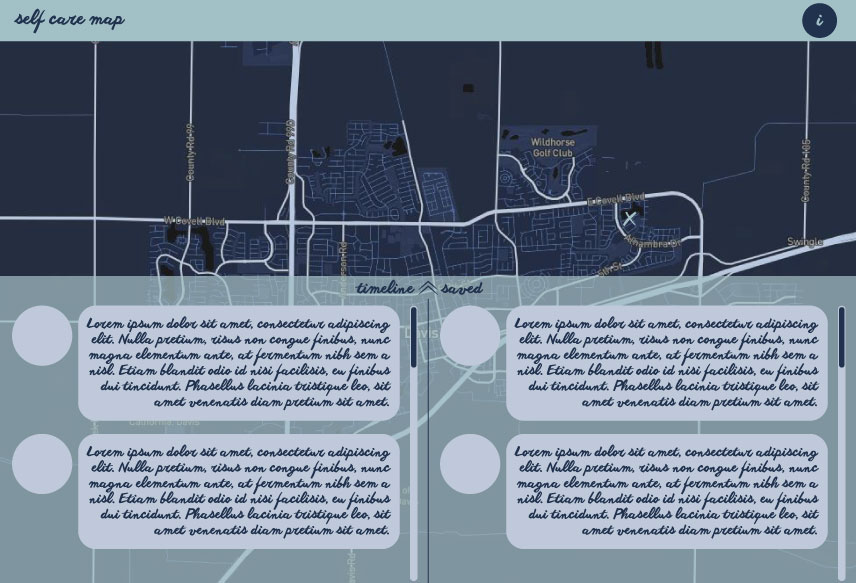 self care map
i
Wildhorse
Golf Club
County Rd 99
County Rd 99D
County Rd 105
E Covell Blvd
W Covell Blvd
Alhambra Dr
Swingle
timeline saved
Davis
Lorem ipsum dolor sit amet, consectetur adipiscing
elit. Nulla pretium, risus non congue finibus, nunc
magna elementum ante, at fermentum nibh sem a
nisl. Etiam blandit odio id nisi facilisis, eu finibus
dui tincidunt. Phasellus lacinia tristique leo, sit
amet venenatis diam pretium sit amet.
Lorem ipsum dolor sit amet, consectetur adipiscing
elit. Nulla pretium, risus non congue finibus, nunc
magna elementum ante, at fermentum nibh sem a
nisl. Etiam blandit odio id nisi facilisis, eu finibus
dui tincidunt. Phasellus lacinia tristique leo, sit
amet venenatis diam pretium sit amet.
California, Davis
Lorem ipsum dolor sit amet, consectetur adipiscing
elit. Nulla pretium, risus non congue finibus, nunc
magna elementum ante, at fermentum nibh sem a
nisl. Etiam blandit odio id nisi facilisis, eu finibus
dui tincidunt. Phasellus lacinia tristique leo, sit
amet venenatis diam pretium sit amet.
Lorem ipsum dolor sit amet, consectetur adipiscing
elit. Nulla pretium, risus non congue finibus, nunc
magna elementum ante, at fermentum nibh sem a
nisl. Etiam blandit odio id nisi facilisis, eu finibus
dui tincidunt. Phasellus lacinia tristique leo, sit
amet venenatis diam pretium sit amet.